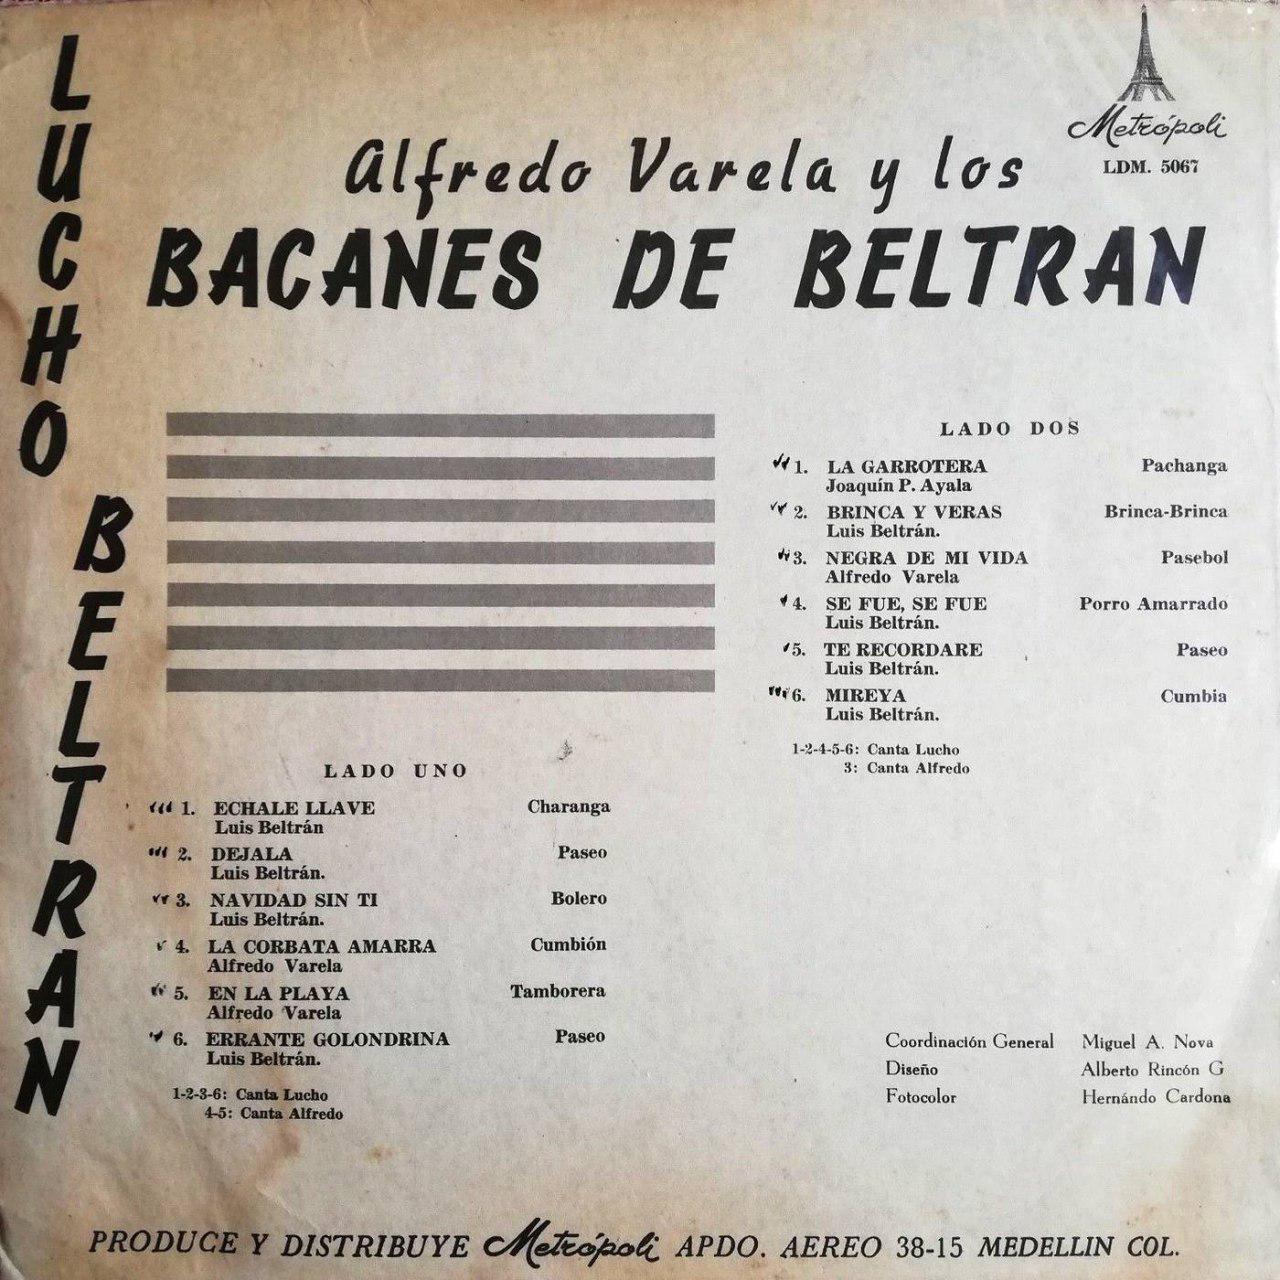 LUCHO BELTRAN
Metrópoli
LDM. 5067
Alfredo Varela y los
BACANES DE BELTRAN
LADO DOS
1. LA GARROTERA Pachanga
Joaquín P. Ayala
2. BRINCA Y VERAS Brinca-Brinca
Luis Beltrán.
3. NEGRA DE MI VIDA Pasebol
Alfredo Varela
4. SE FUE, SE FUE Porro Amarrado
Luis Beltrán.
5. TE RECORDARE Paseo
Luis Beltrán.
6. MIREYA Cumbia
Luis Beltrán.
1-2-4-5-6: Canta Lucho
3: Canta Alfredo
LADO UNO
1. ECHALE LLAVE Charanga
Luis Beltrán
2. DEJALA Paseo
Luis Beltrán.
3. NAVIDAD SIN TI Bolero
Luis Beltrán.
4. LA CORBATA AMARRA Cumbión
Alfredo Varela
5. EN LA PLAYA Tamborera
Alfredo Varela
6. ERRANTE GOLONDRINA Paseo
Luis Beltrán.
1-2-3-6: Canta Lucho
4-5: Canta Alfredo
Coordinación General Miguel A. Nova
Diseño Alberto Rincón G
Fotocolor Hernándo Cardona
PRODUCE Y DISTRIBUYE Metrópoli APDO. AEREO 38-15 MEDELLIN COL.